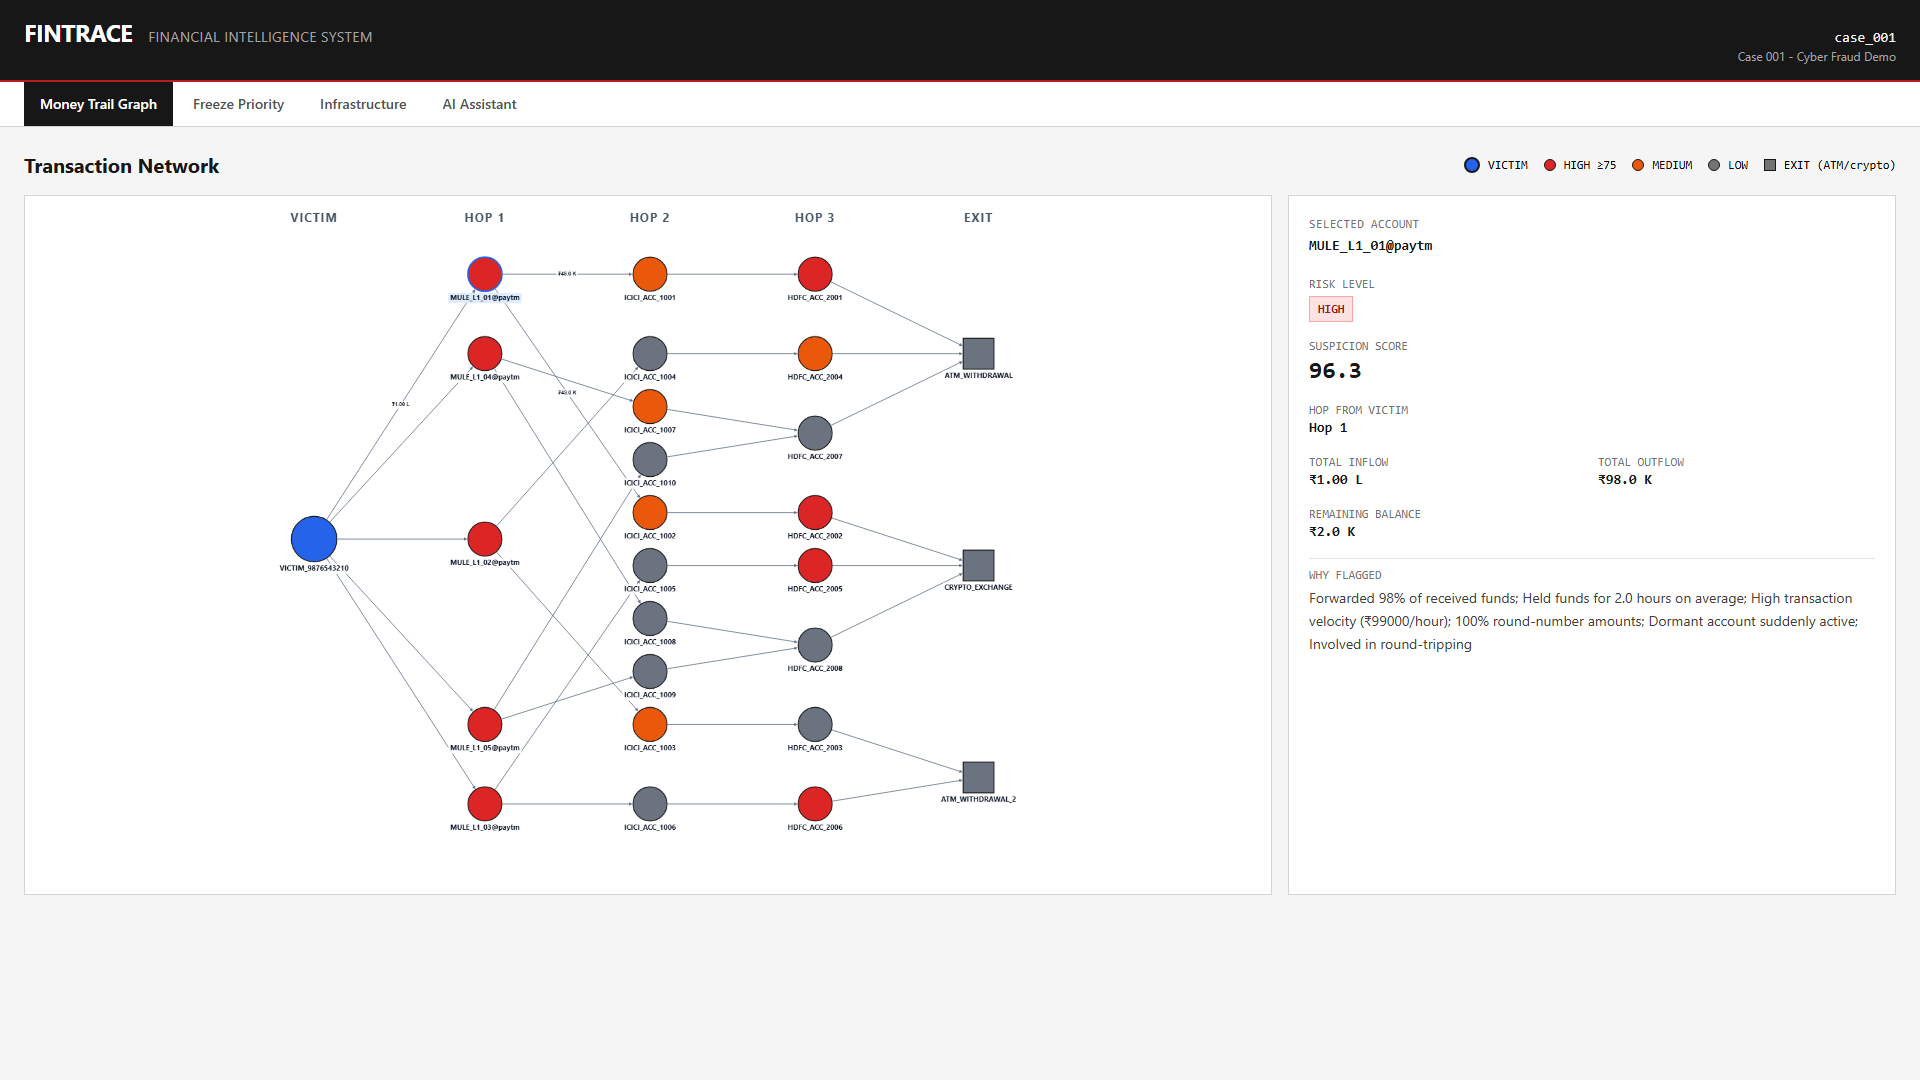 FINTRACE FINANCIAL INTELLIGENCE SYSTEM
case_001
Case 001 - Cyber Fraud Demo
Money Trail Graph Freeze Priority Infrastructure AI Assistant
Transaction Network
VICTIM HIGH ≥75 MEDIUM LOW EXIT (ATM/crypto)
VICTIM HOP 1 HOP 2 HOP 3 EXIT
₹49.0 K
MULE_L1_01@paytm ICICI_ACC_1001 HDFC_ACC_2001
MULE_L1_04@paytm ICICI_ACC_1004 HDFC_ACC_2004 ATM_WITHDRAWAL
₹49.0 K
₹1.00 L
ICICI_ACC_1007
HDFC_ACC_2007
ICICI_ACC_1010
ICICI_ACC_1002 HDFC_ACC_2002
VICTIM_9876543210 MULE_L1_02@paytm
ICICI_ACC_1005 HDFC_ACC_2005 CRYPTO_EXCHANGE
ICICI_ACC_1008
HDFC_ACC_2008
ICICI_ACC_1009
MULE_L1_05@paytm ICICI_ACC_1003 HDFC_ACC_2003
ATM_WITHDRAWAL_2
MULE_L1_03@paytm ICICI_ACC_1006 HDFC_ACC_2006
SELECTED ACCOUNT
MULE_L1_01@paytm
RISK LEVEL
HIGH
SUSPICION SCORE
96.3
HOP FROM VICTIM
Hop 1
TOTAL INFLOW TOTAL OUTFLOW
₹1.00 L ₹98.0 K
REMAINING BALANCE
₹2.0 K
WHY FLAGGED
Forwarded 98% of received funds; Held funds for 2.0 hours on average; High transaction
velocity (₹99000/hour); 100% round-number amounts; Dormant account suddenly active;
Involved in round-tripping